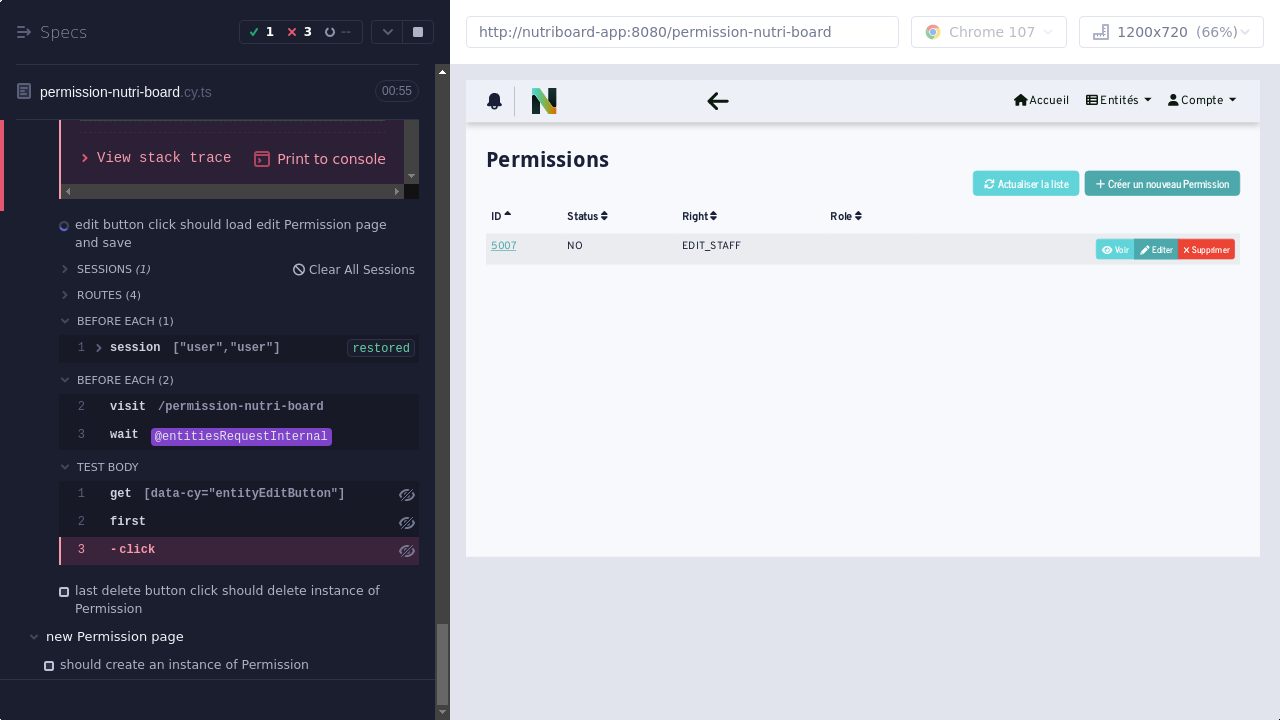 Specs
1
3
--
permission-nutri-board.cy.ts
00:55
View stack trace
Print to console
edit button click should load edit Permission page
and save
SESSIONS (1)
Clear All Sessions
ROUTES (4)
BEFORE EACH (1)
1 session ["user","user"] restored
BEFORE EACH (2)
2 visit /permission-nutri-board
3 wait @entitiesRequestInternal
TEST BODY
1 get [data-cy="entityEditButton"]
2 first
3 -click
last delete button click should delete instance of
Permission
new Permission page
should create an instance of Permission
http://nutriboard-app:8080/permission-nutri-board
Chrome 107
1200x720 (66%)
N
Accueil
Entités
Compte
Permissions
Actualiser la liste
Créer un nouveau Permission
ID Status Right Role
5007 NO EDIT_STAFF
Voir
Editer
Supprimer